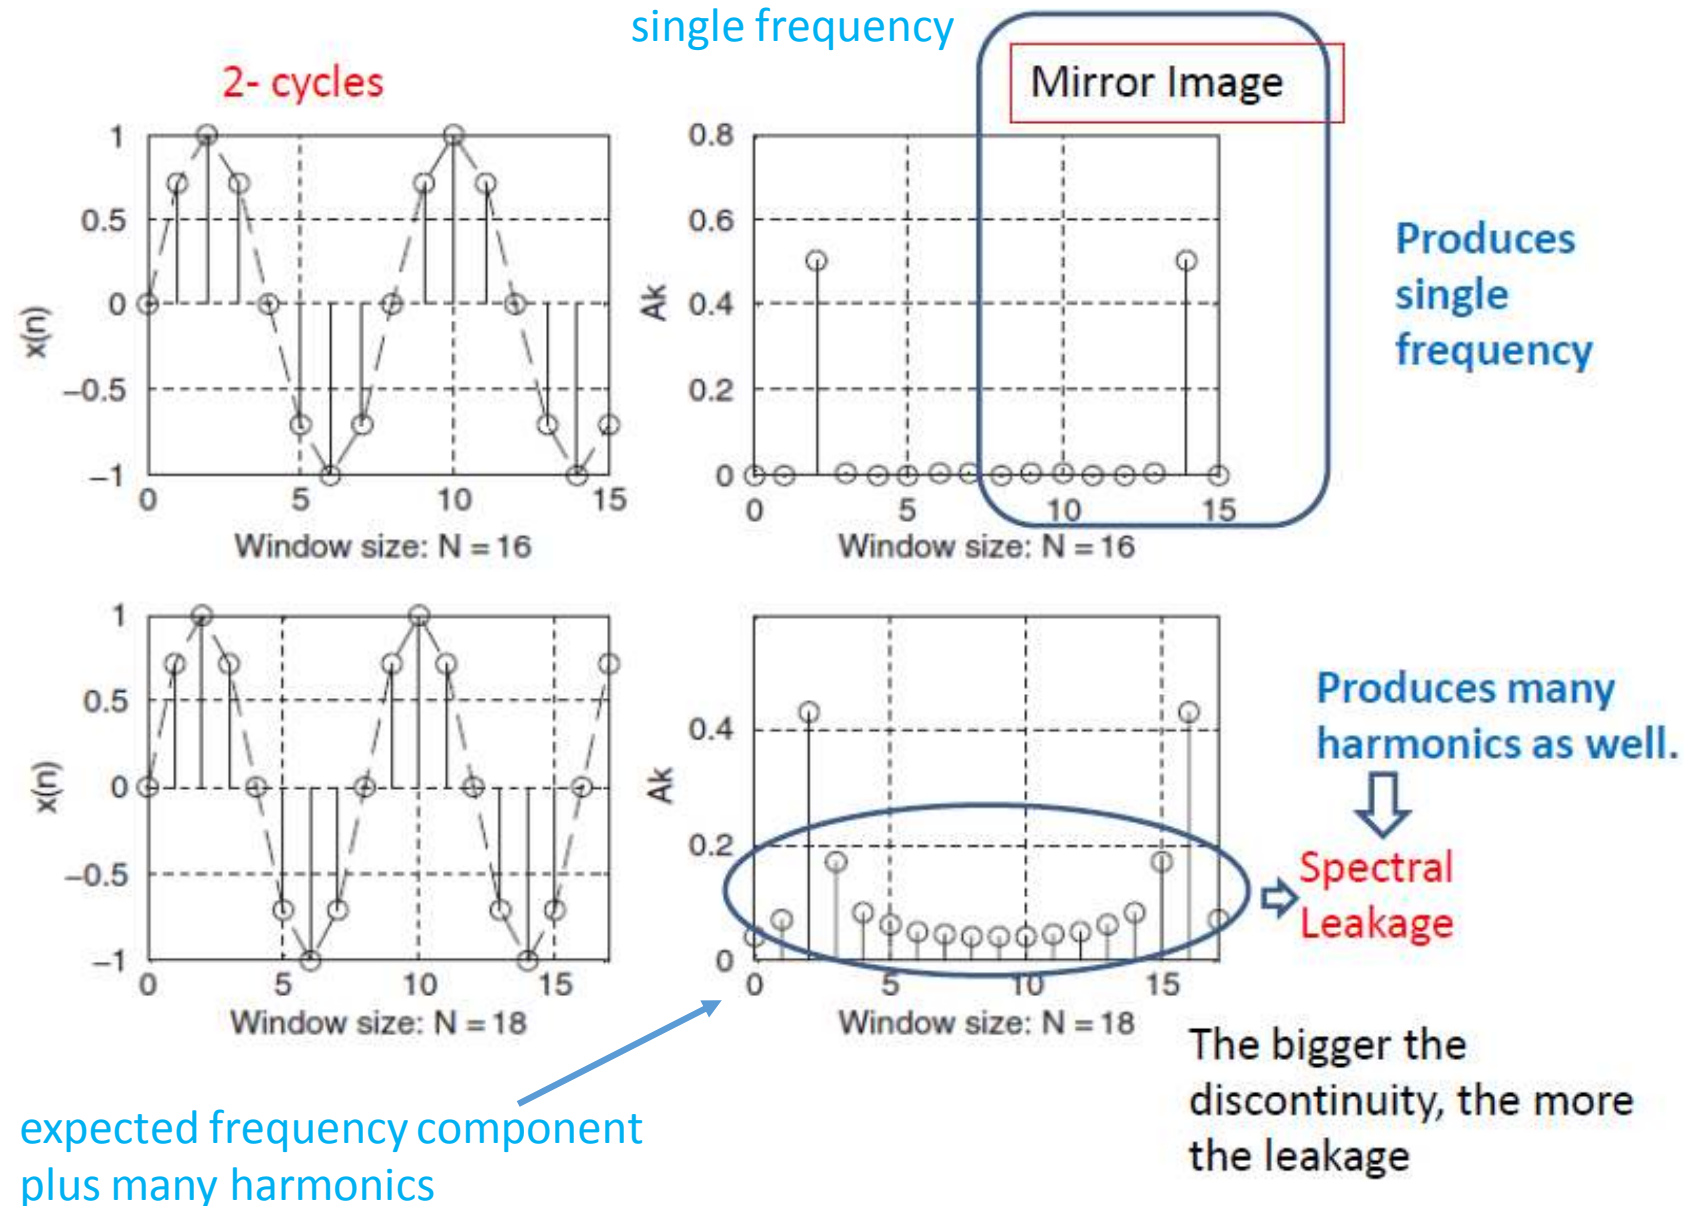 single frequency
2- cycles
Mirror Image
1
0.5
0
−0.5
−1
x(n)
0 5 10 15
Window size: N = 16
0.8
0.6
0.4
0.2
0
Ak
0 5 10 15
Window size: N = 16
Produces
single
frequency
1
0.5
0
−0.5
−1
x(n)
0 5 10 15
Window size: N = 18
0.4
0.2
0
Ak
0 5 10 15
Window size: N = 18
Produces many
harmonics as well.
Spectral
Leakage
The bigger the
discontinuity, the more
the leakage
expected frequency component
plus many harmonics